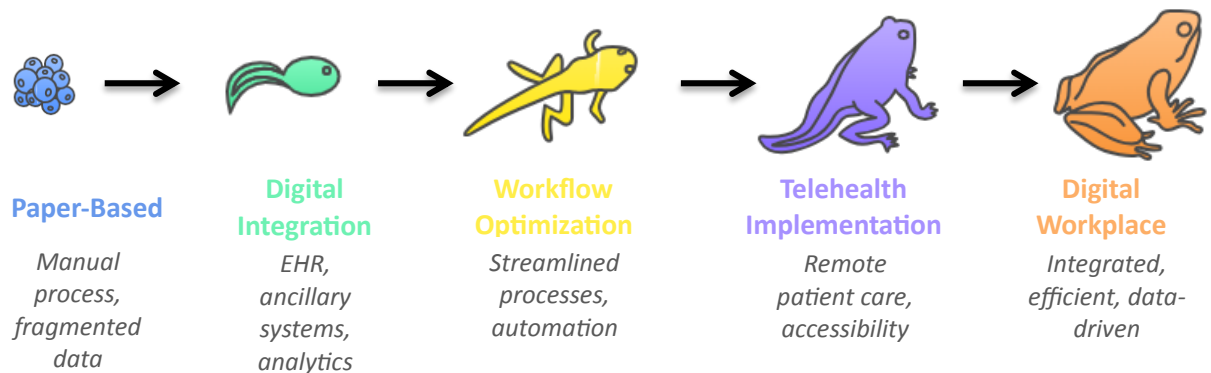 Paper-Based
Manual
process,
fragmented
data
Digital
Integration
EHR,
ancillary
systems,
analytics
Workflow
Optimization
Streamlined
processes,
automation
Telehealth
Implementation
Remote
patient care,
accessibility
Digital
Workplace
Integrated,
efficient, data-
driven